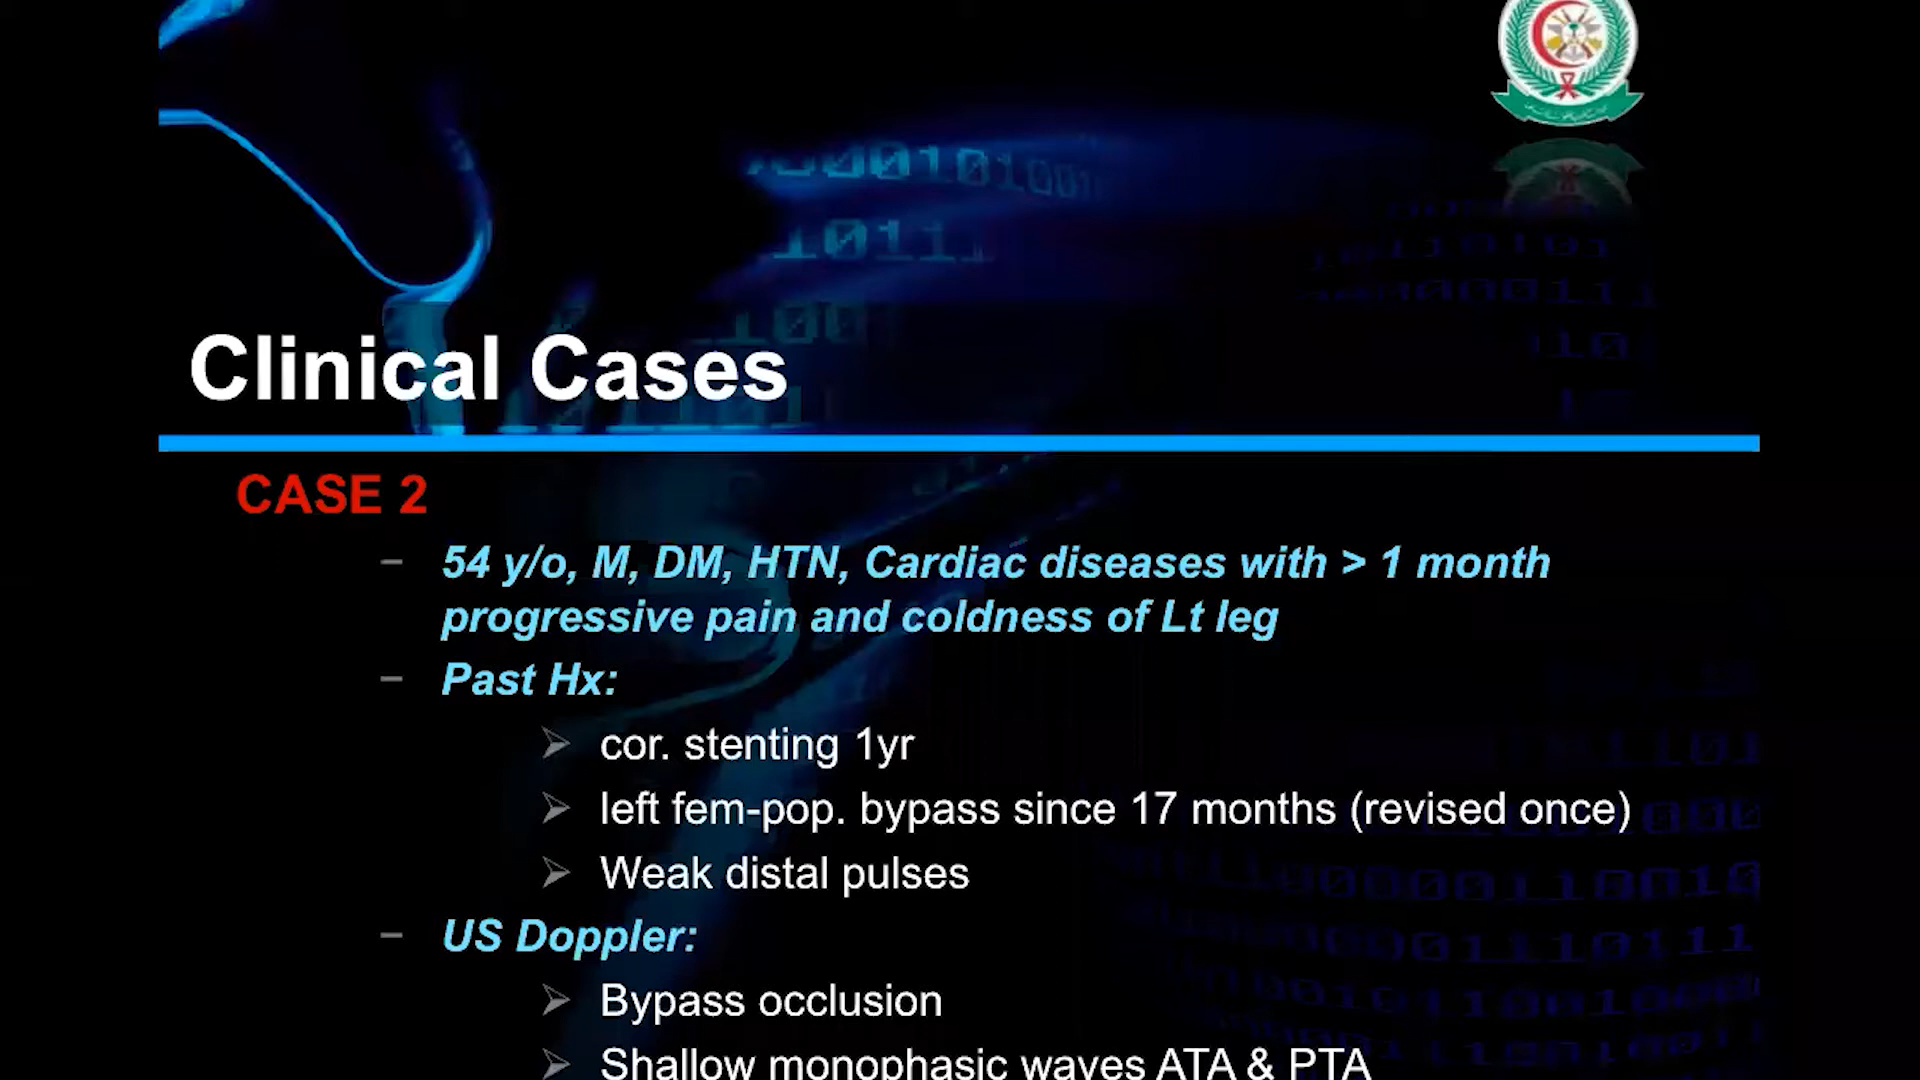 Clinical Cases
CASE 2
– 54 y/o, M, DM, HTN, Cardiac diseases with > 1 month
progressive pain and coldness of Lt leg
– Past Hx:
➢ cor. stenting 1yr
➢ left fem-pop. bypass since 17 months (revised once)
➢ Weak distal pulses
– US Doppler:
➢ Bypass occlusion
➢ Shallow monophasic waves ATA & PTA